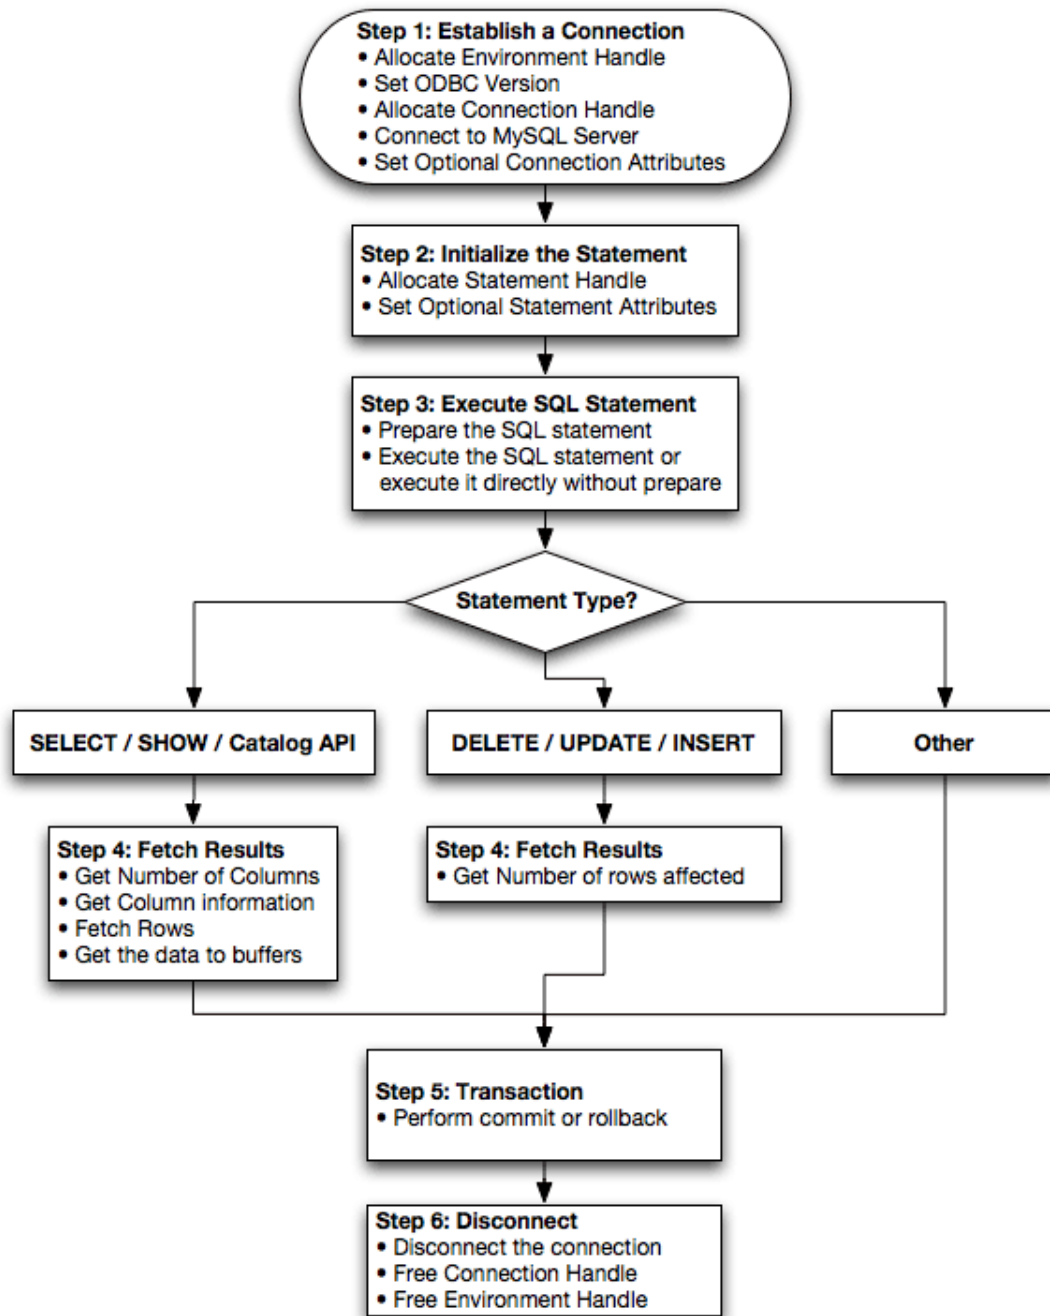 Step 1: Establish a Connection
• Allocate Environment Handle
• Set ODBC Version
• Allocate Connection Handle
• Connect to MySQL Server
• Set Optional Connection Attributes
Step 2: Initialize the Statement
• Allocate Statement Handle
• Set Optional Statement Attributes
Step 3: Execute SQL Statement
• Prepare the SQL statement
• Execute the SQL statement or
execute it directly without prepare
Statement Type?
SELECT / SHOW / Catalog API
DELETE / UPDATE / INSERT
Other
Step 4: Fetch Results
• Get Number of Columns
• Get Column information
• Fetch Rows
• Get the data to buffers
Step 4: Fetch Results
• Get Number of rows affected
Step 5: Transaction
• Perform commit or rollback
Step 6: Disconnect
• Disconnect the connection
• Free Connection Handle
• Free Environment Handle